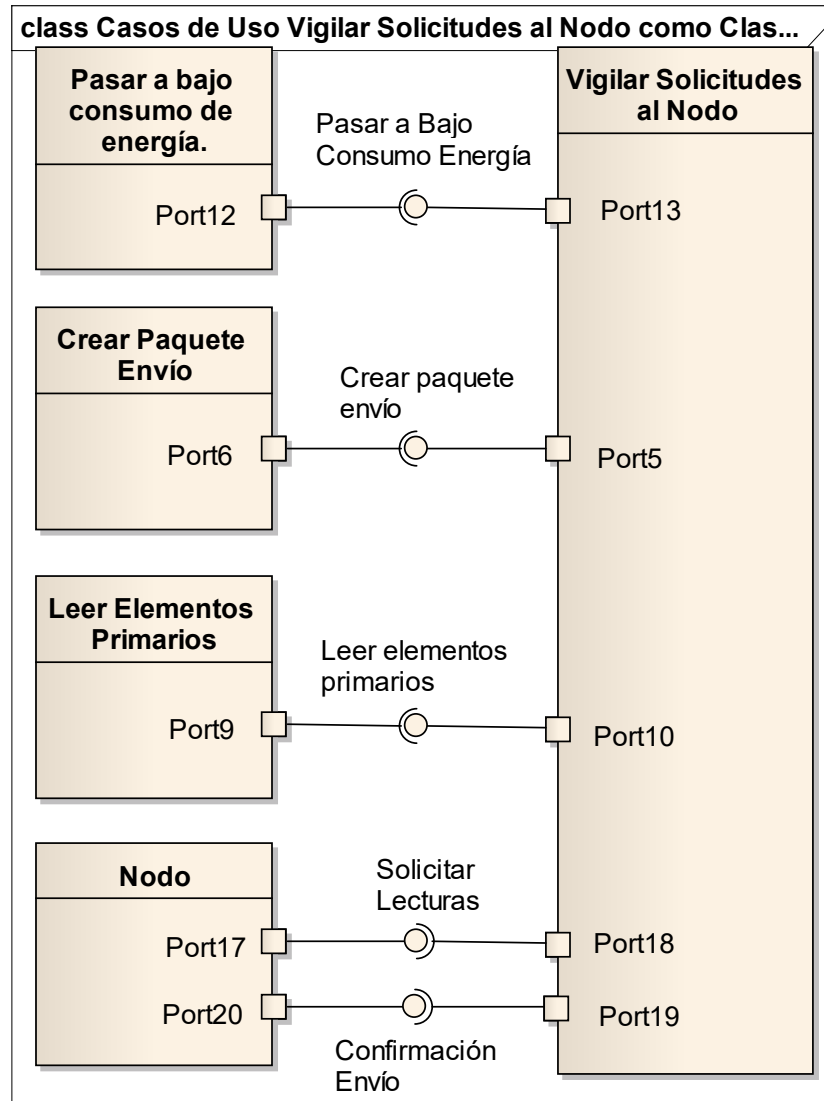 class Casos de Uso Vigilar Solicitudes al Nodo como Clas...
Pasar a bajo
consumo de
energía.
Port12
Pasar a Bajo
Consumo Energía
Vigilar Solicitudes
al Nodo
Port13
Crear Paquete
Envío
Port6
Crear paquete
envío
Port5
Leer Elementos
Primarios
Port9
Leer elementos
primarios
Port10
Nodo
Port17
Port20
Solicitar
Lecturas
Port18
Port19
Confirmación
Envío